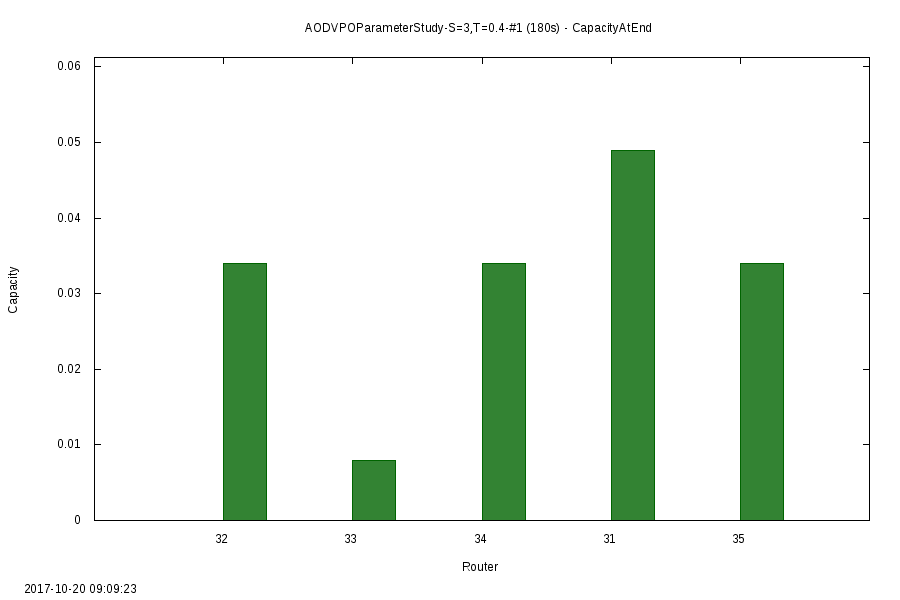 AODVPOParameterStudy-S=3,T=0.4-#1 (180s) - CapacityAtEnd
0.06
0.05
0.04
0.03
0.02
0.01
0
Capacity
32 33 34 31 35
Router
2017-10-20 09:09:23